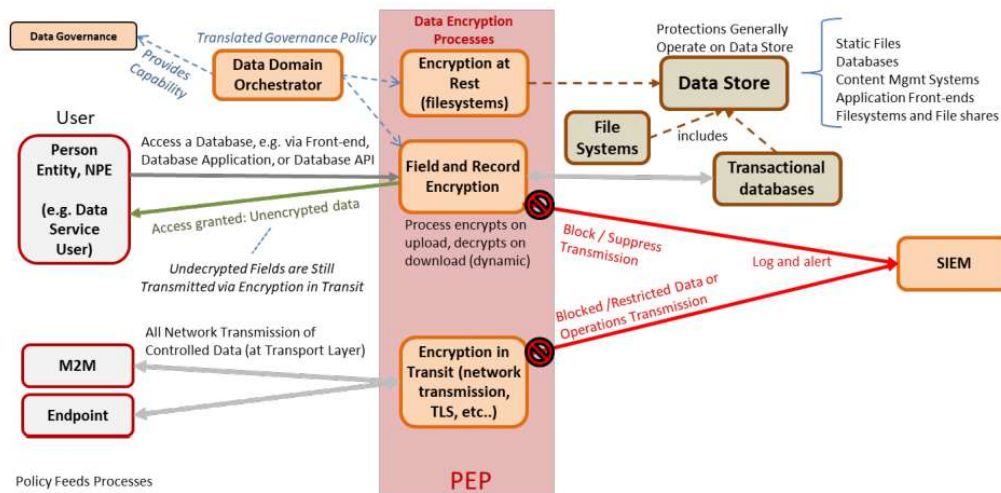 Data Governance
Translated Governance Policy
Provides
Capability
Data Domain
Orchestrator
Data Encryption
Processes
Encryption at
Rest
(filesystems)
Protections Generally
Operate on Data Store
Data Store
Static Files
Databases
Content Mgmt Systems
Application Front-ends
Filesystems and File shares
User
Person
Entity, NPE
(e.g. Data
Service
User)
Access a Database, e.g. via Front-end,
Database Application, or Database API
Access granted: Unencrypted data
Undecrypted Fields are Still
Transmitted via Encryption in Transit
Field and Record
Encryption
Process encrypts on
upload, decrypts on
download (dynamic)
File
Systems
includes
Transactional
databases
Block / Suppress
Transmission
Log and alert
SIEM
Blocked /Restricted Data or
Operations Transmission
All Network Transmission of
Controlled Data (at Transport Layer)
M2M
Endpoint
Encryption in
Transit (network
transmission,
TLS, etc..)
Policy Feeds Processes
PEP